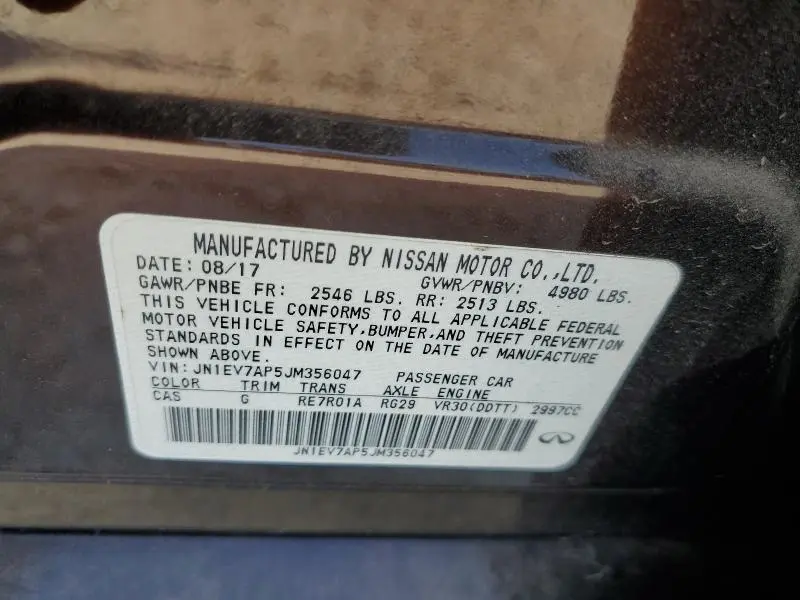 MANUFACTURED BY NISSAN MOTOR CO.,LTD.
DATE: 08/17 GVWR/PNBV: 4980 LBS.
GAWR/PNBE FR: 2546 LBS. RR: 2513 LBS.
THIS VEHICLE CONFORMS TO ALL APPLICABLE FEDERAL
MOTOR VEHICLE SAFETY,BUMPER,AND THEFT PREVENTION
STANDARDS IN EFFECT ON THE DATE OF MANUFACTURE
SHOWN ABOVE.
VIN: JN1EV7AP5JM356047 PASSENGER CAR
COLOR TRIM TRANS AXLE ENGINE
CAS G RE7R01A RG29 VR30(DDTT) 2997CC
JN1EV7AP5JM356047